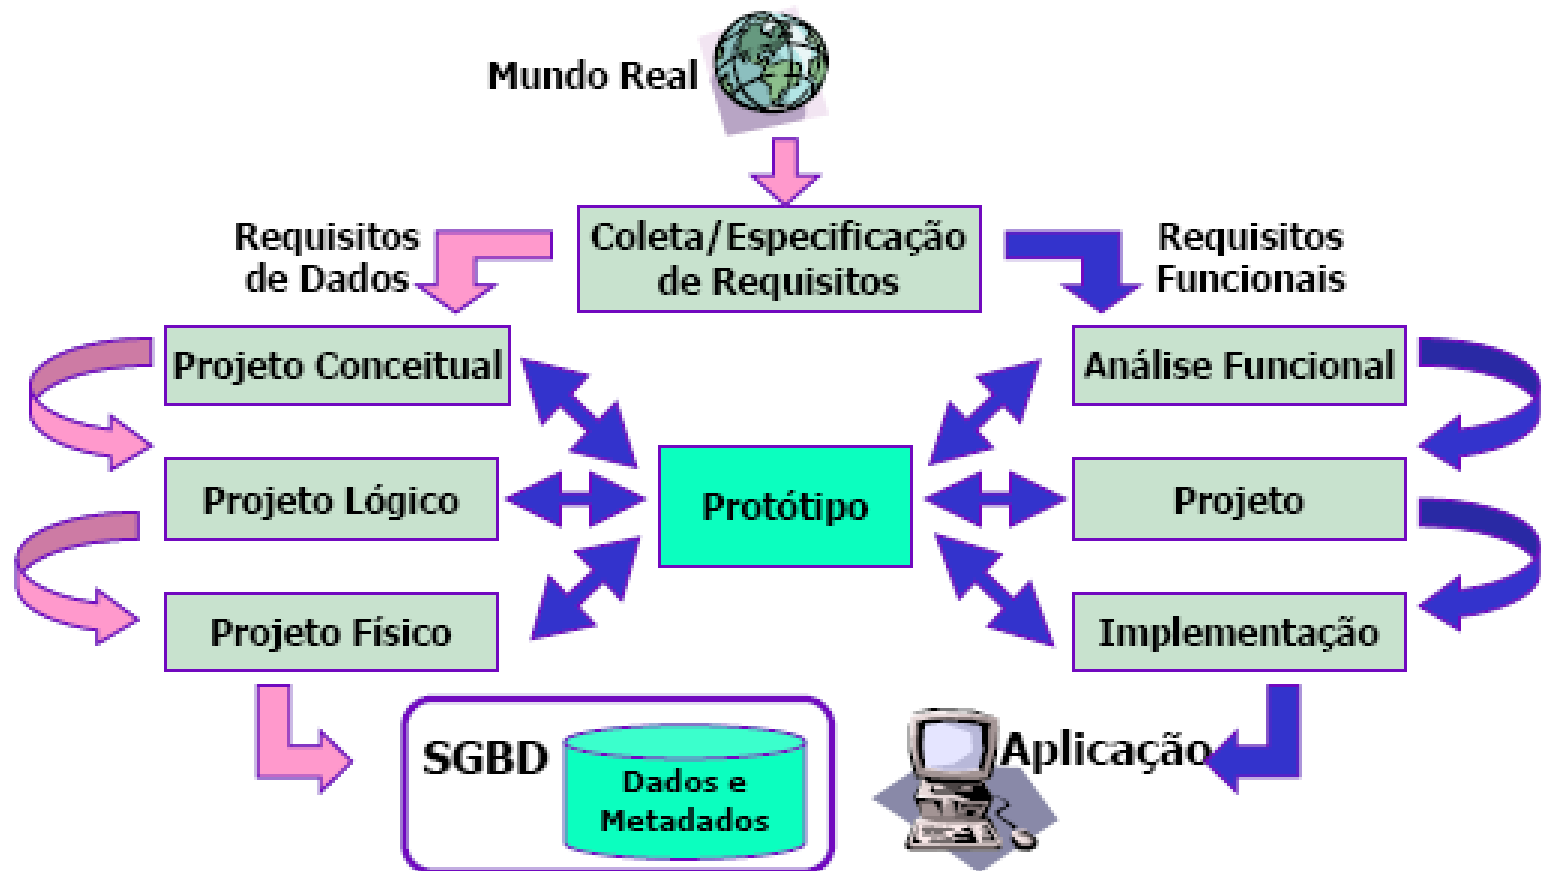 Mundo Real
Coleta/Especificação
de Requisitos
Requisitos
de Dados
Requisitos
Funcionais
Projeto Conceitual
Análise Funcional
Projeto Lógico
Protótipo
Projeto
Projeto Físico
Implementação
SGBD
Dados e
Metadados
Aplicação